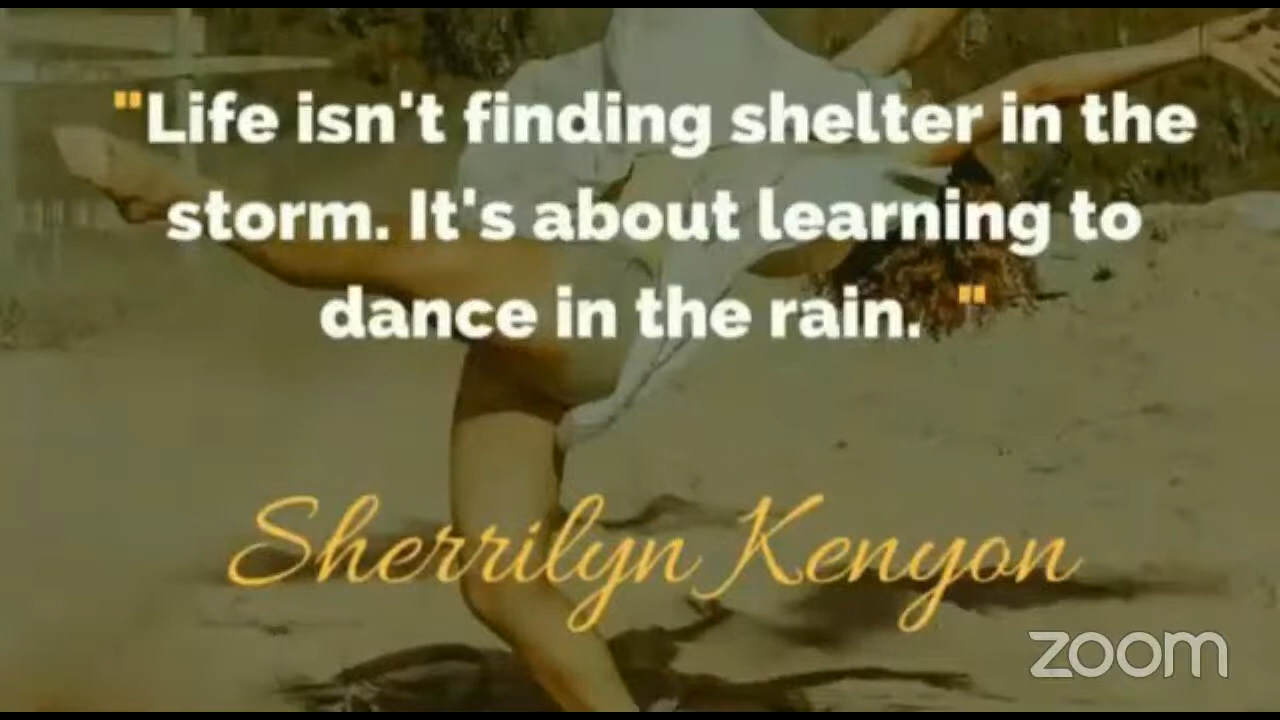 "Life isn't finding shelter in the
storm. It's about learning to
dance in the rain. "
Sherrilyn Kenyon
zoom